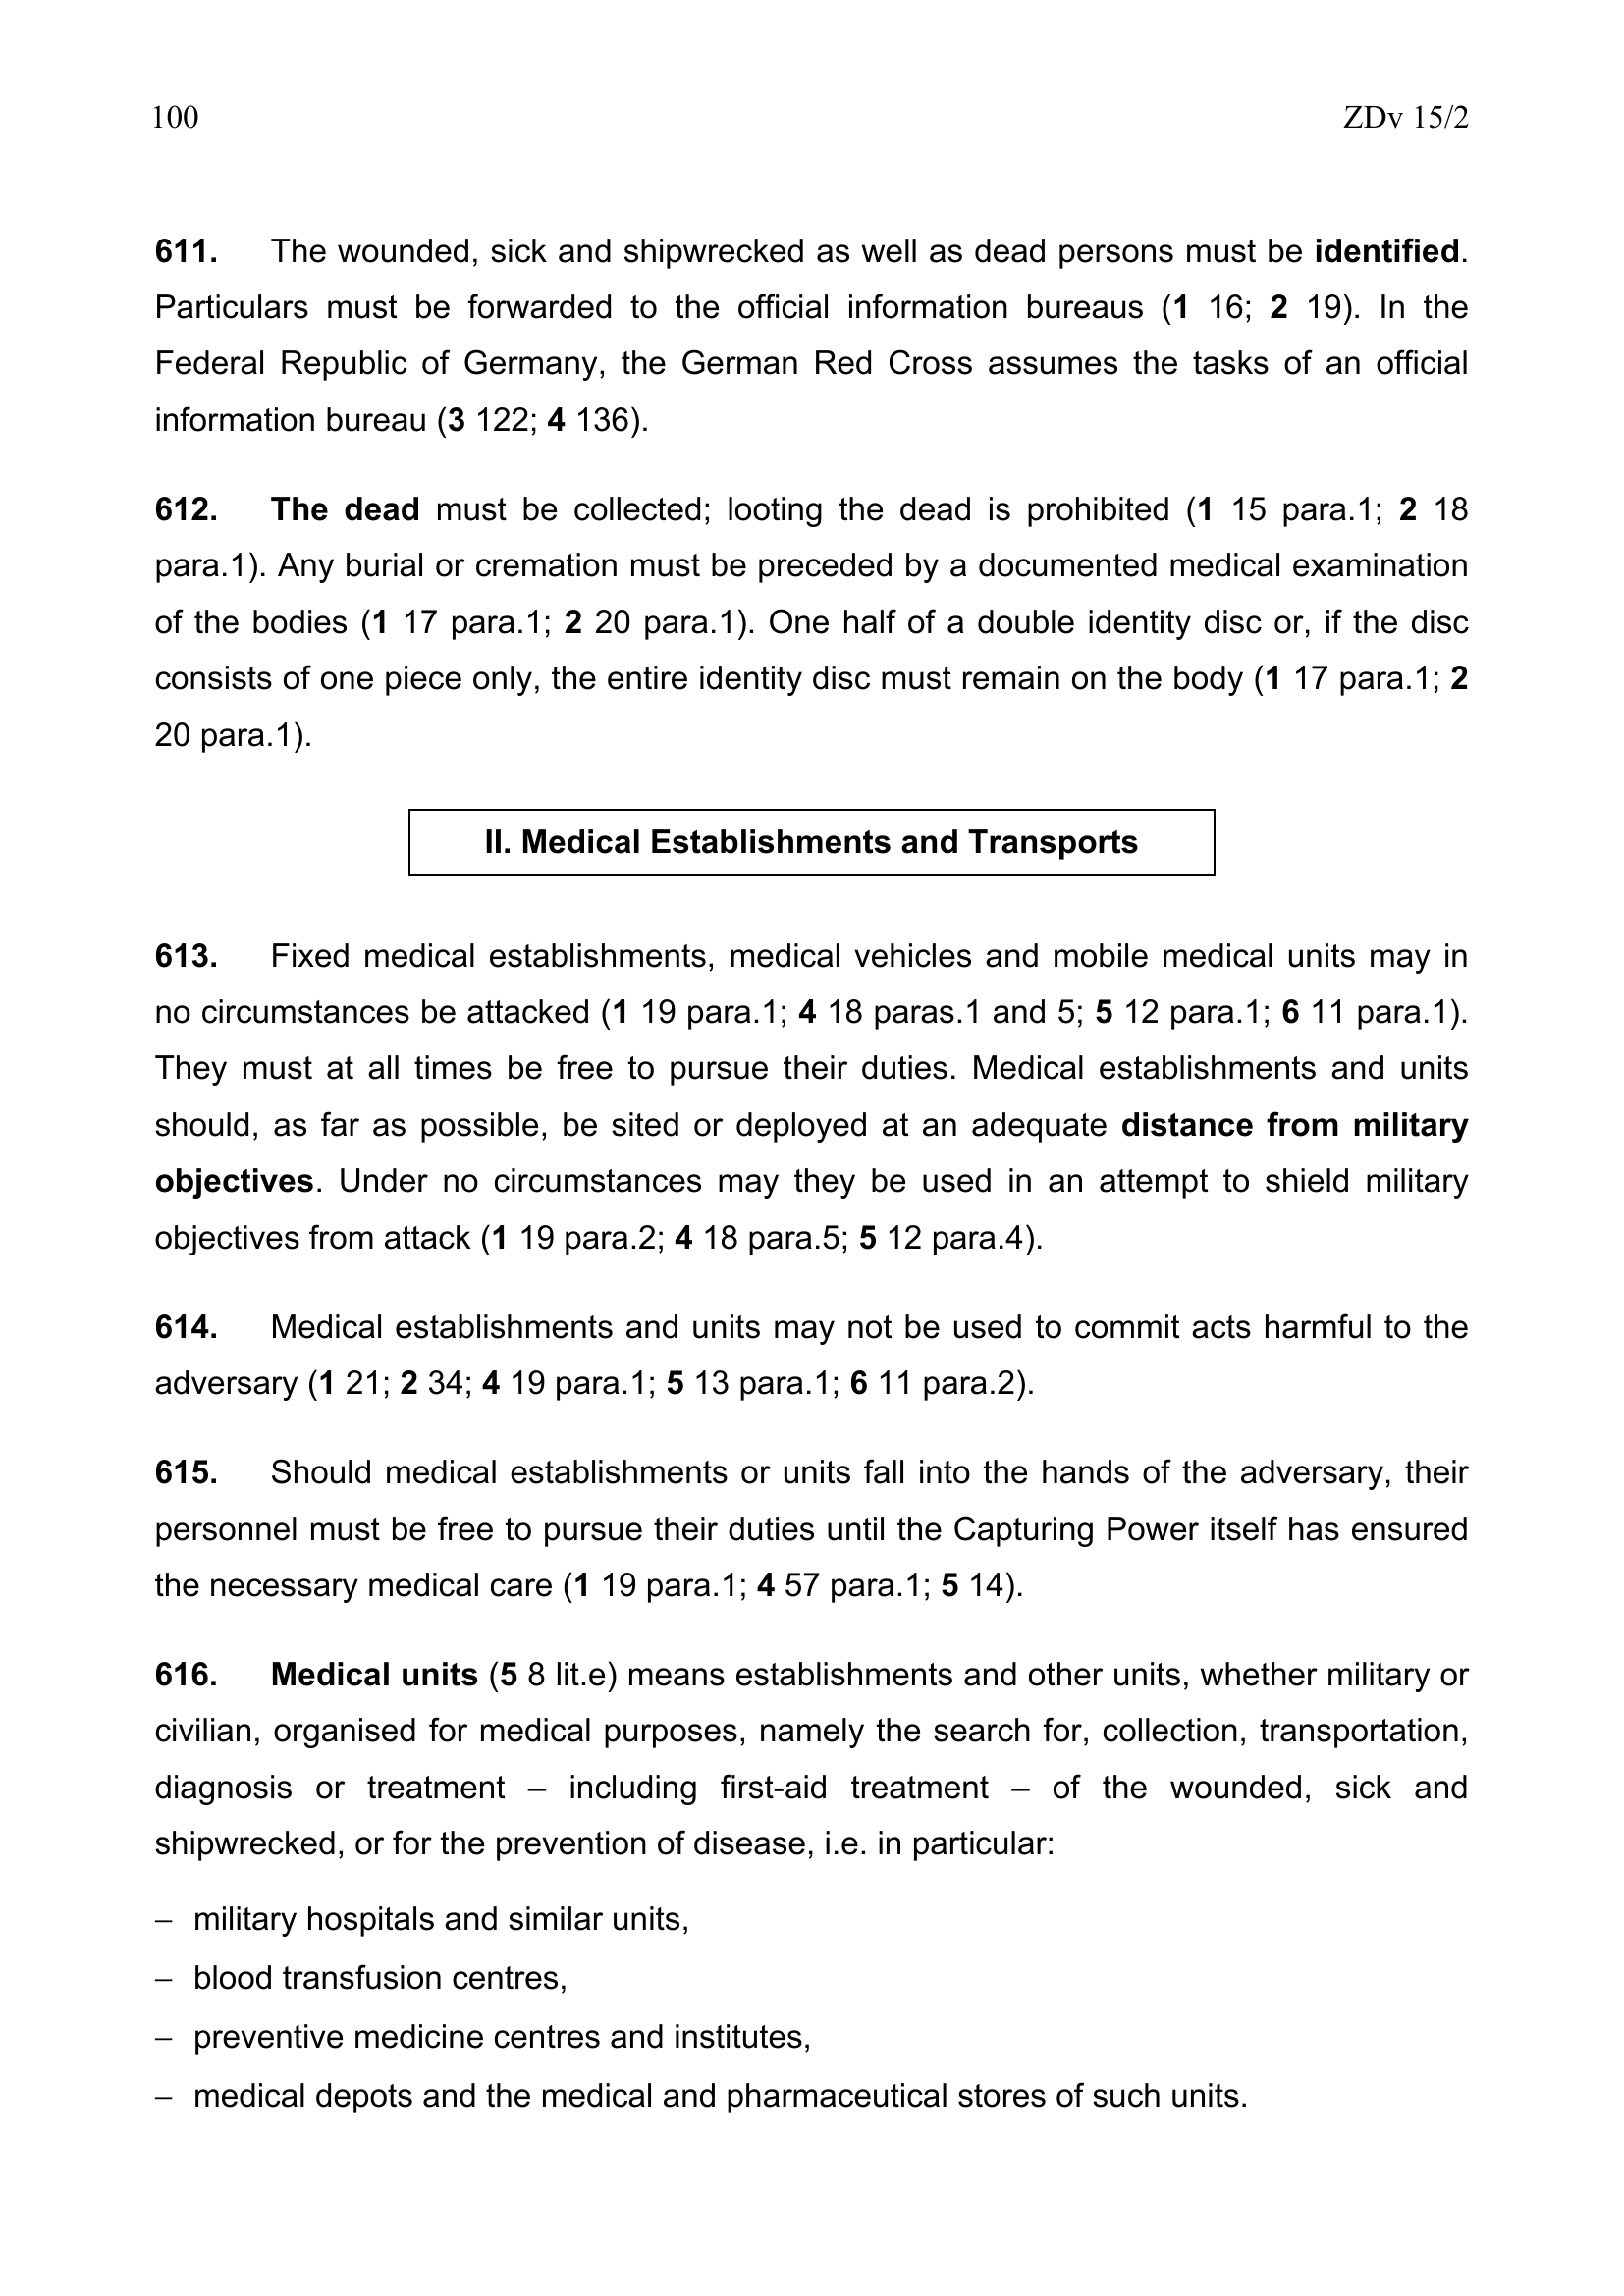 100 ZDv 15/2
611. The wounded, sick and shipwrecked as well as dead persons must be identified.
Particulars must be forwarded to the official information bureaus (1 16; 2 19). In the
Federal Republic of Germany, the German Red Cross assumes the tasks of an official
information bureau (3 122; 4 136).
612. The dead must be collected; looting the dead is prohibited (1 15 para.1; 2 18
para.1). Any burial or cremation must be preceded by a documented medical examination
of the bodies (1 17 para.1; 2 20 para.1). One half of a double identity disc or, if the disc
consists of one piece only, the entire identity disc must remain on the body (1 17 para.1; 2
20 para.1).
II. Medical Establishments and Transports
613. Fixed medical establishments, medical vehicles and mobile medical units may in
no circumstances be attacked (1 19 para.1; 4 18 paras.1 and 5; 5 12 para.1; 6 11 para.1).
They must at all times be free to pursue their duties. Medical establishments and units
should, as far as possible, be sited or deployed at an adequate distance from military
objectives. Under no circumstances may they be used in an attempt to shield military
objectives from attack (1 19 para.2; 4 18 para.5; 5 12 para.4).
614. Medical establishments and units may not be used to commit acts harmful to the
adversary (1 21; 2 34; 4 19 para.1; 5 13 para.1; 6 11 para.2).
615. Should medical establishments or units fall into the hands of the adversary, their
personnel must be free to pursue their duties until the Capturing Power itself has ensured
the necessary medical care (1 19 para.1; 4 57 para.1; 5 14).
616. Medical units (5 8 lit.e) means establishments and other units, whether military or
civilian, organised for medical purposes, namely the search for, collection, transportation,
diagnosis or treatment – including first-aid treatment – of the wounded, sick and
shipwrecked, or for the prevention of disease, i.e. in particular:
– military hospitals and similar units,
– blood transfusion centres,
– preventive medicine centres and institutes,
– medical depots and the medical and pharmaceutical stores of such units.